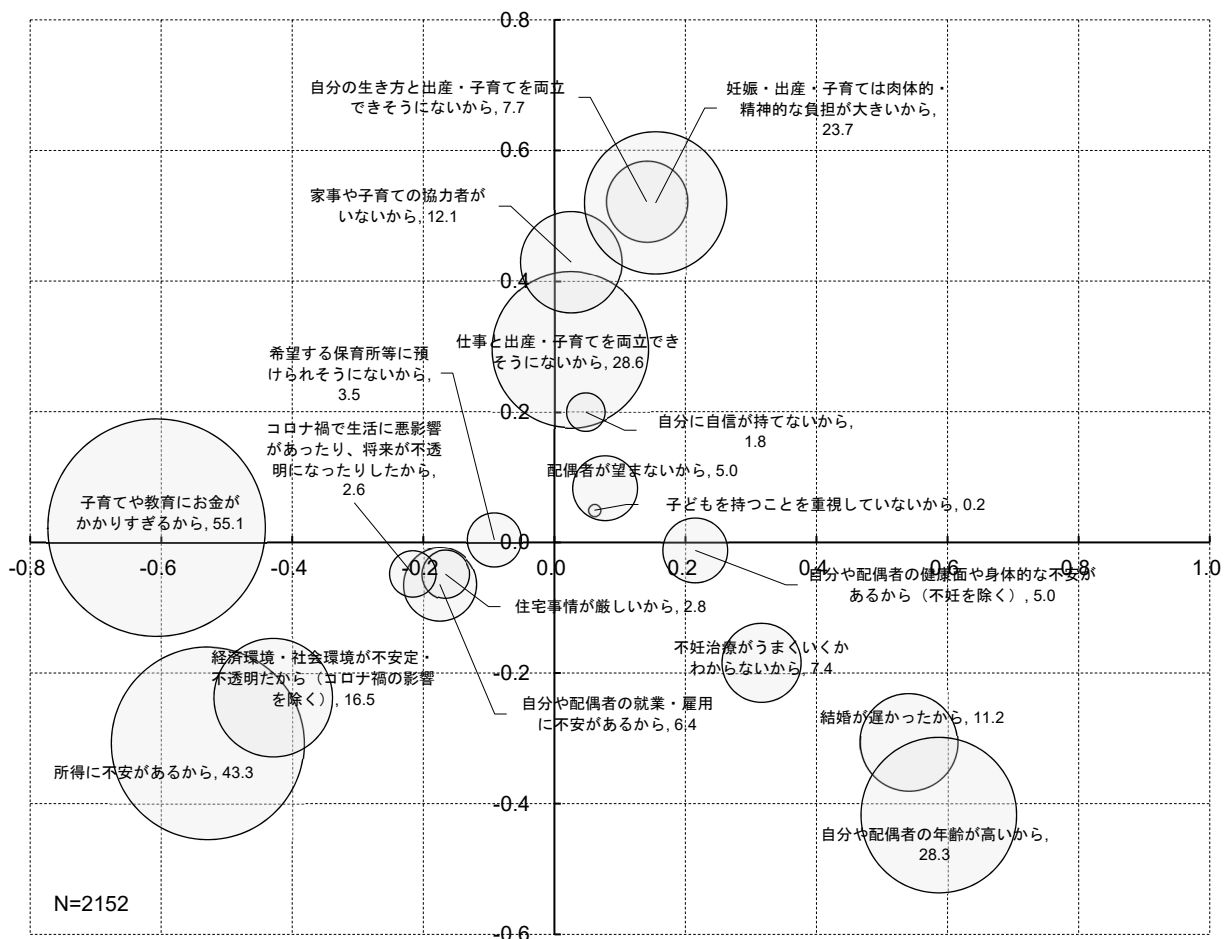 0.8
自分の生き方と出産・子育てを両立
できそうにないから, 7.7
妊娠・出産・子育ては肉体的・
精神的な負担が大きいから,
23.7
0.6
家事や子育ての協力者が
いないから, 12.1
0.4
仕事と出産・子育てを両立でき
そうにないから, 28.6
希望する保育所等に預
けられそうにないから,
3.5
0.2
自分に自信が持てないから,
1.8
コロナ禍で生活に悪影響
があったり、将来が不透
明になったりしたから,
2.6
配偶者が望まないから, 5.0
子育てや教育にお金が
かかりすぎるから, 55.1
子どもを持つことを重視していないから, 0.2
0.0
-0.8
-0.6
-0.4
-0.2
0.0
0.2
0.4
0.6
0.8
1.0
自分や配偶者の健康面や身体的な不安が
あるから（不妊を除く）, 5.0
住宅事情が厳しいから, 2.8
不妊治療がうまくいくか
わからないから, 7.4
経済環境・社会環境が不安定・
不透明だから（コロナ禍の影響
を除く）, 16.5
-0.2
自分や配偶者の就業・雇用
に不安があるから, 6.4
結婚が遅かったから, 11.2
所得に不安があるから, 43.3
-0.4
自分や配偶者の年齢が高いから,
28.3
N=2152
-0.6